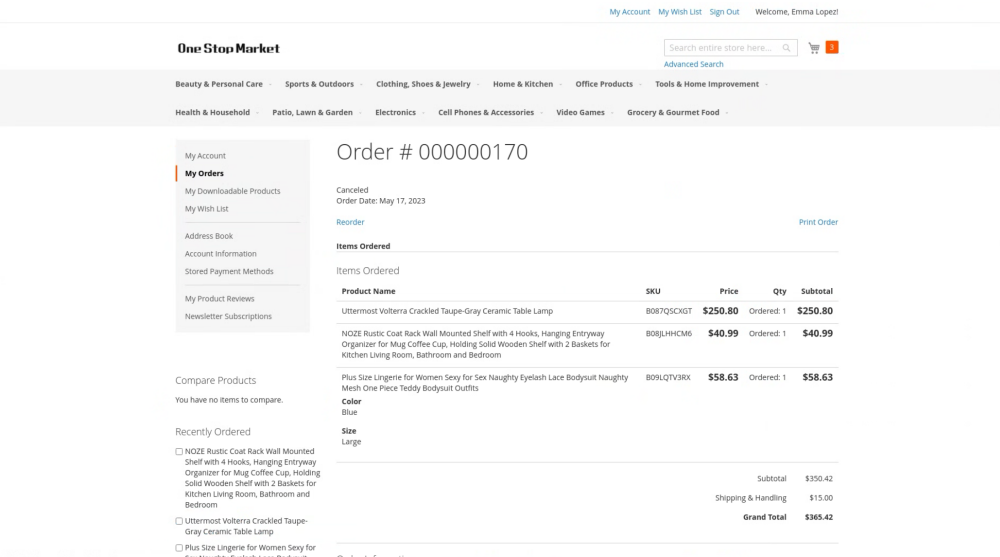 My Account My Wish List Sign Out Welcome, Emma Lopez!
One Stop Market
Search entire store here...
3
Advanced Search
Beauty & Personal Care Sports & Outdoors Clothing, Shoes & Jewelry Home & Kitchen Office Products Tools & Home Improvement
Health & Household Patio, Lawn & Garden Electronics Cell Phones & Accessories Video Games Grocery & Gourmet Food
My Account
My Orders
My Downloadable Products
My Wish List
Address Book
Account Information
Stored Payment Methods
My Product Reviews
Newsletter Subscriptions
Compare Products
You have no items to compare.
Recently Ordered
NOZE Rustic Coat Rack Wall Mounted
Shelf with 4 Hooks, Hanging Entryway
Organizer for Mug Coffee Cup, Holding
Solid Wooden Shelf with 2 Baskets for
Kitchen Living Room, Bathroom and
Bedroom
Uttermost Volterra Crackled Taupe-
Gray Ceramic Table Lamp
Plus Size Lingerie for Women Sexy for
Order # 000000170
Canceled
Order Date: May 17, 2023
Reorder Print Order
Items Ordered
Items Ordered
Product Name SKU Price Qty Subtotal
Uttermost Volterra Crackled Taupe-Gray Ceramic Table Lamp B087QSCXGT $250.80 Ordered: 1 $250.80
NOZE Rustic Coat Rack Wall Mounted Shelf with 4 Hooks, Hanging Entryway B08JLHHCM6 $40.99 Ordered: 1 $40.99
Organizer for Mug Coffee Cup, Holding Solid Wooden Shelf with 2 Baskets for
Kitchen Living Room, Bathroom and Bedroom
Plus Size Lingerie for Women Sexy for Sex Naughty Eyelash Lace Bodysuit Naughty B09LQTV3RX $58.63 Ordered: 1 $58.63
Mesh One Piece Teddy Bodysuit Outfits
Color
Blue
Size
Large
Subtotal $350.42
Shipping & Handling $15.00
Grand Total $365.42